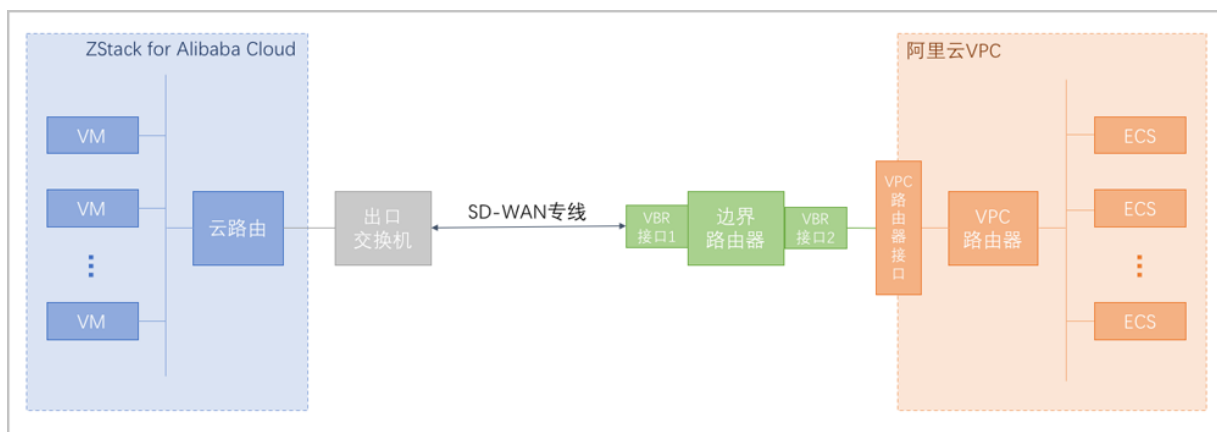 ZStack for Alibaba Cloud
VM
VM
VM
云路由
出口
交换机
SD-WAN专线
VBR
接口1
边界
路由器
VBR
接口2
阿里云VPC
VPC
路
由
器
接
口
VPC
路由器
ECS
ECS
ECS